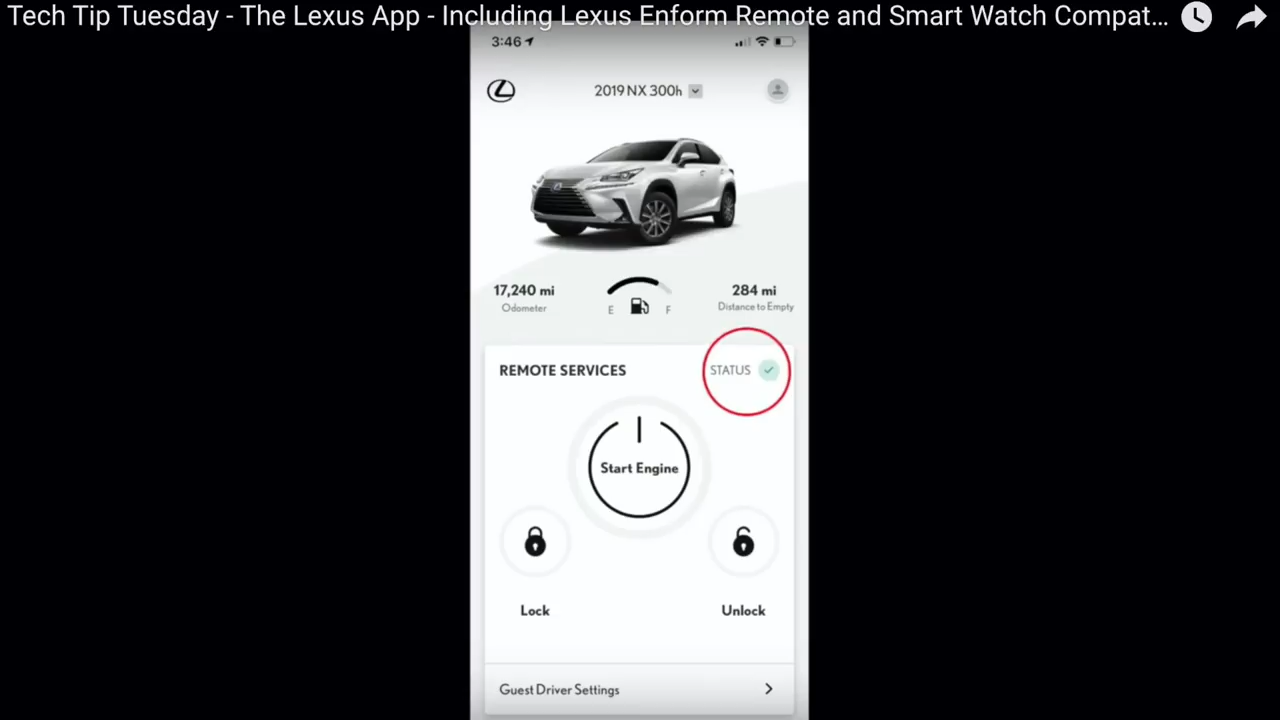 Tech Tip Tuesday - The Lexus App - Including Lexus Enform Remote and Smart Watch Compat...
3:46
2019 NX 300h
17,240 mi
Odometer
E
F
284 mi
Distance to Empty
REMOTE SERVICES
STATUS
Start Engine
Lock
Unlock
Guest Driver Settings